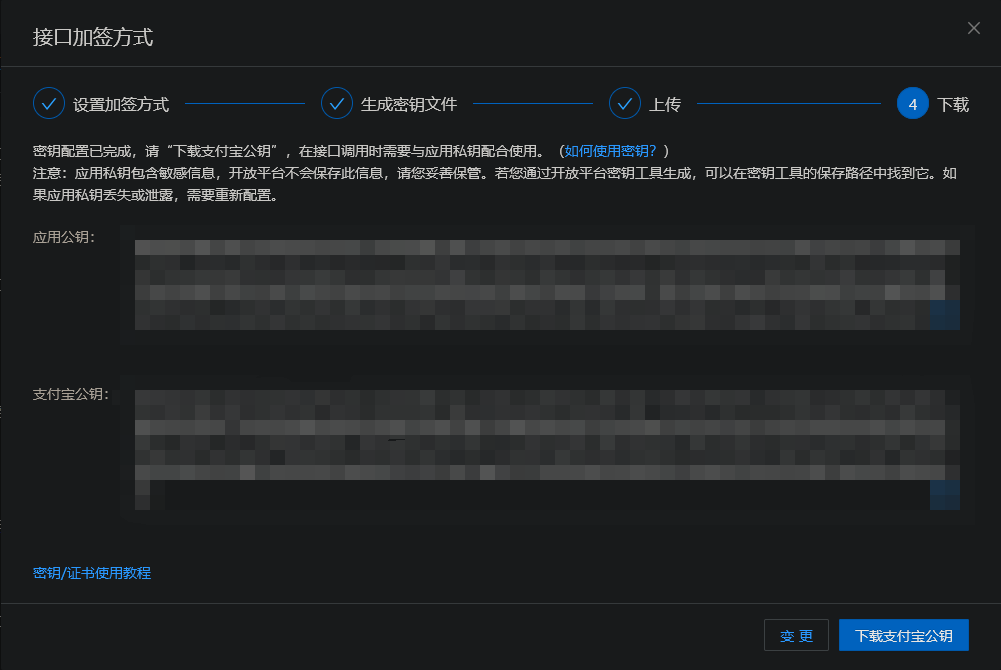 接口加签方式
设置加签方式 生成密钥文件 上传 4 下载
密钥配置已完成，请“下载支付宝公钥”，在接口调用时需要与应用私钥配合使用。（如何使用密钥？）
注意：应用私钥包含敏感信息，开放平台不会保存此信息，请您妥善保管。若您通过开放平台密钥工具生成，可以在密钥工具的保存路径中找到它。如
果应用私钥丢失或泄露，需要重新配置。
应用公钥：
支付宝公钥：
密钥/证书使用教程
变 更 下载支付宝公钥